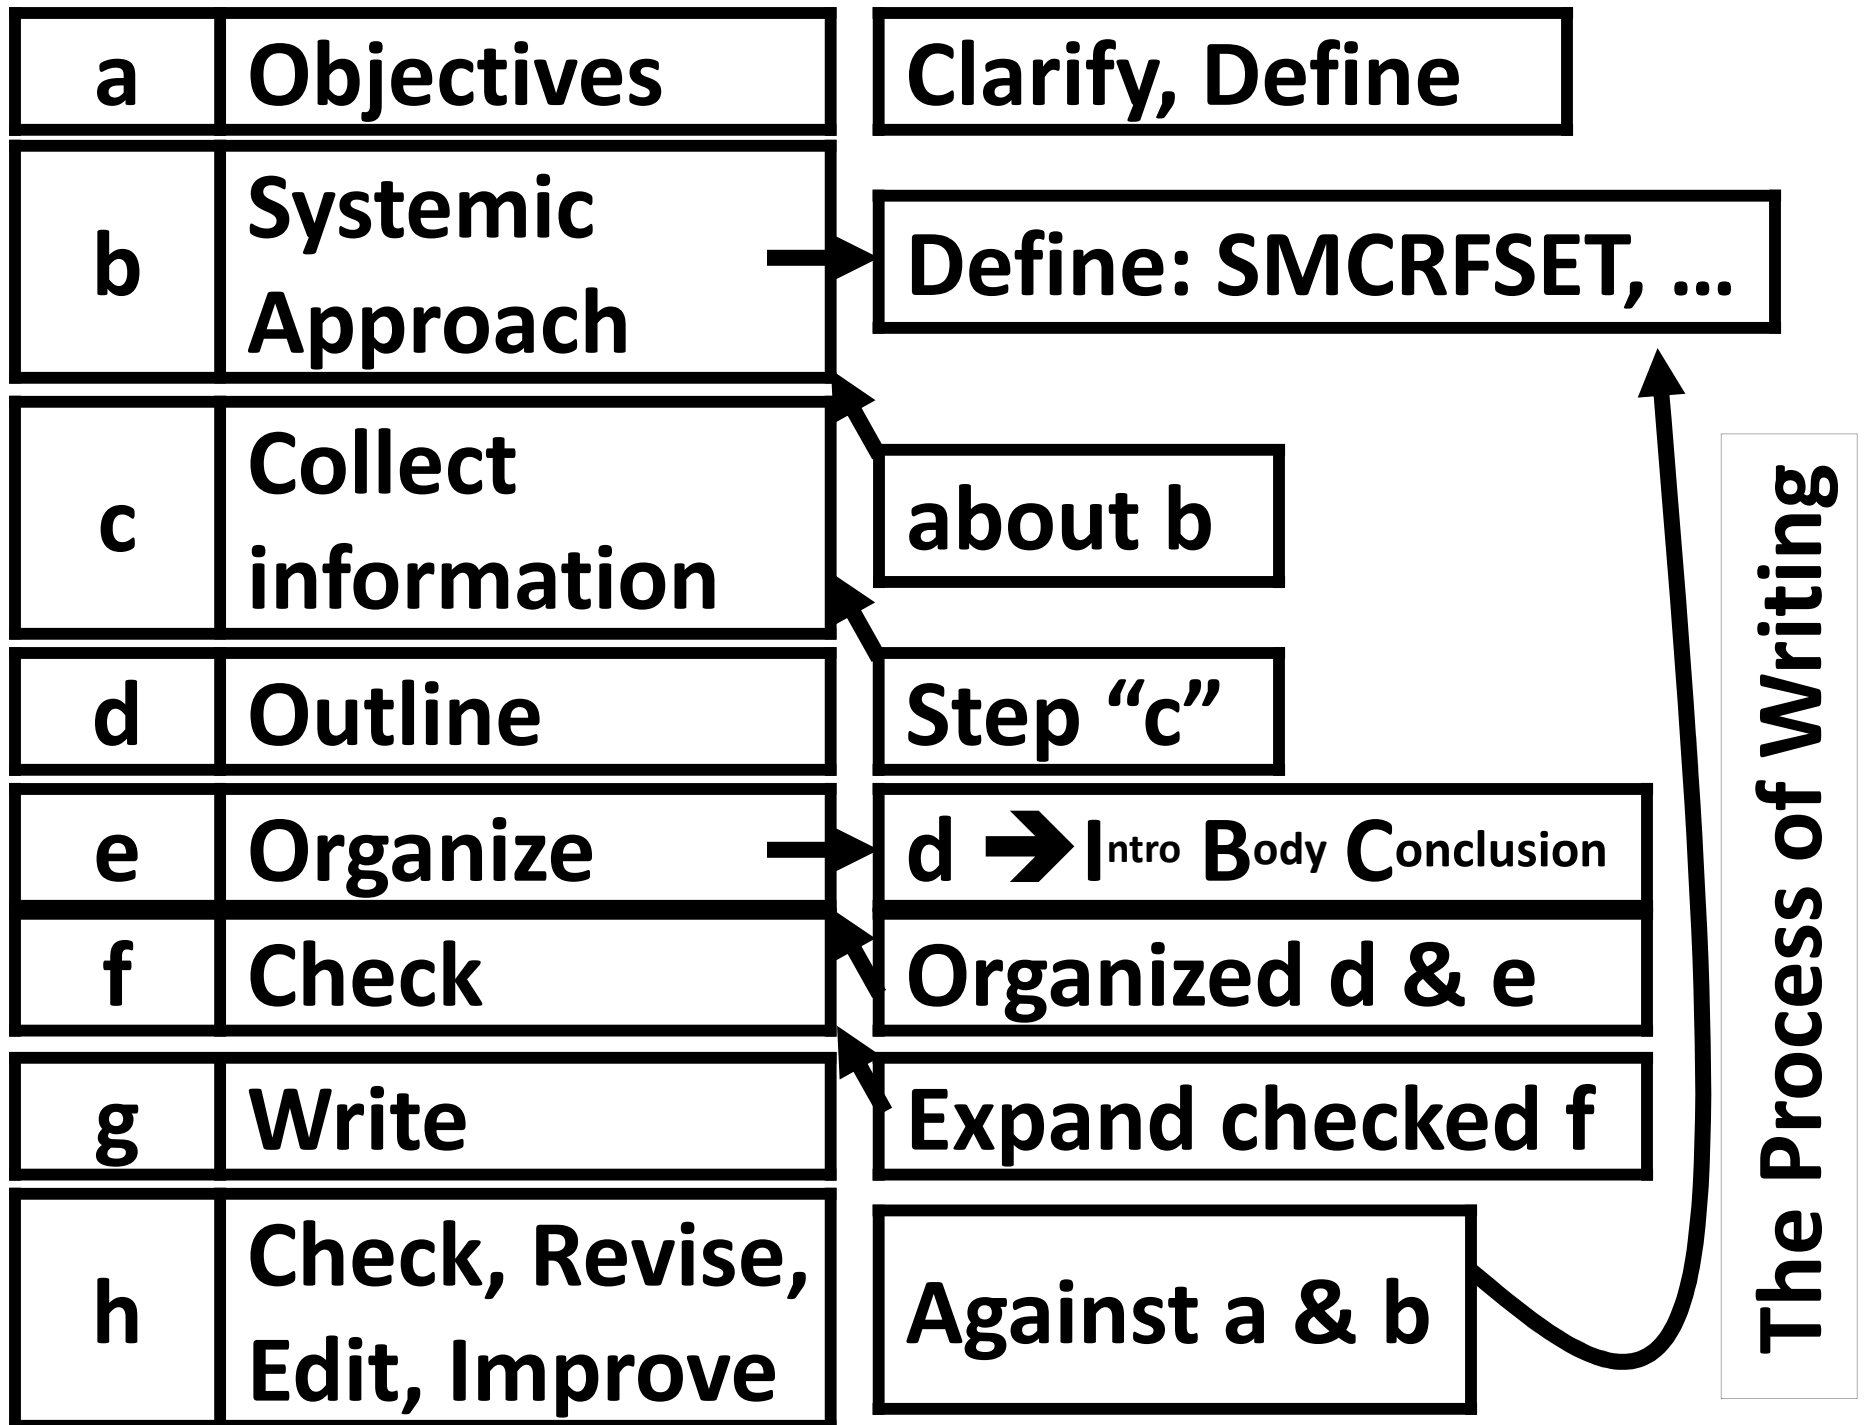 a Objectives Clarify, Define
b Systemic Approach Define: SMCRFSET, ...
c Collect information about b
d Outline Step “c”
e Organize d ➔ Intro Body Conclusion
f Check Organized d & e
g Write Expand checked f
h Check, Revise, Edit, Improve Against a & b
The Process of Writing